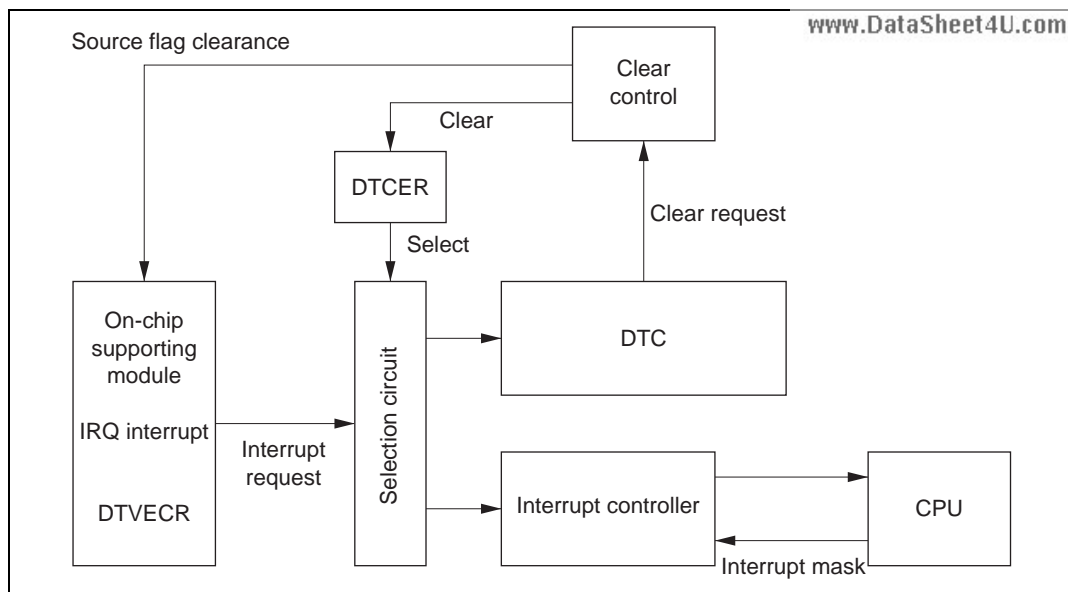 www.DataSheet4U.com
Source flag clearance
Clear
control
Clear
DTCER
Clear request
Select
On-chip
supporting
module
IRQ interrupt
DTVECR
Interrupt
request
Selection circuit
DTC
Interrupt controller
CPU
Interrupt mask